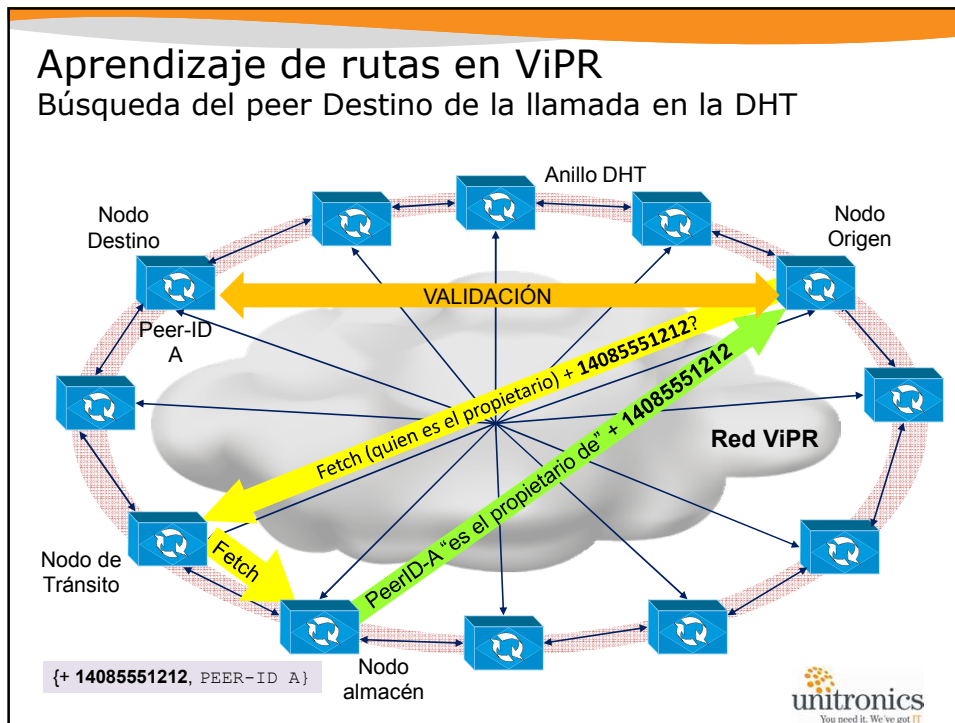 Aprendizaje de rutas en ViPR
Búsqueda del peer Destino de la llamada en la DHT
Anillo DHT
Nodo
Destino
Nodo
Origen
VALIDACIÓN
Peer-ID
A
Fetch (quien es el propietario) + 14085551212?
PeerID-A “es el propietario de” + 14085551212
Red ViPR
Fetch
Nodo de
Tránsito
Nodo
almacén
{+ 14085551212, PEER-ID A}
unitronics
You need it. We've got IT